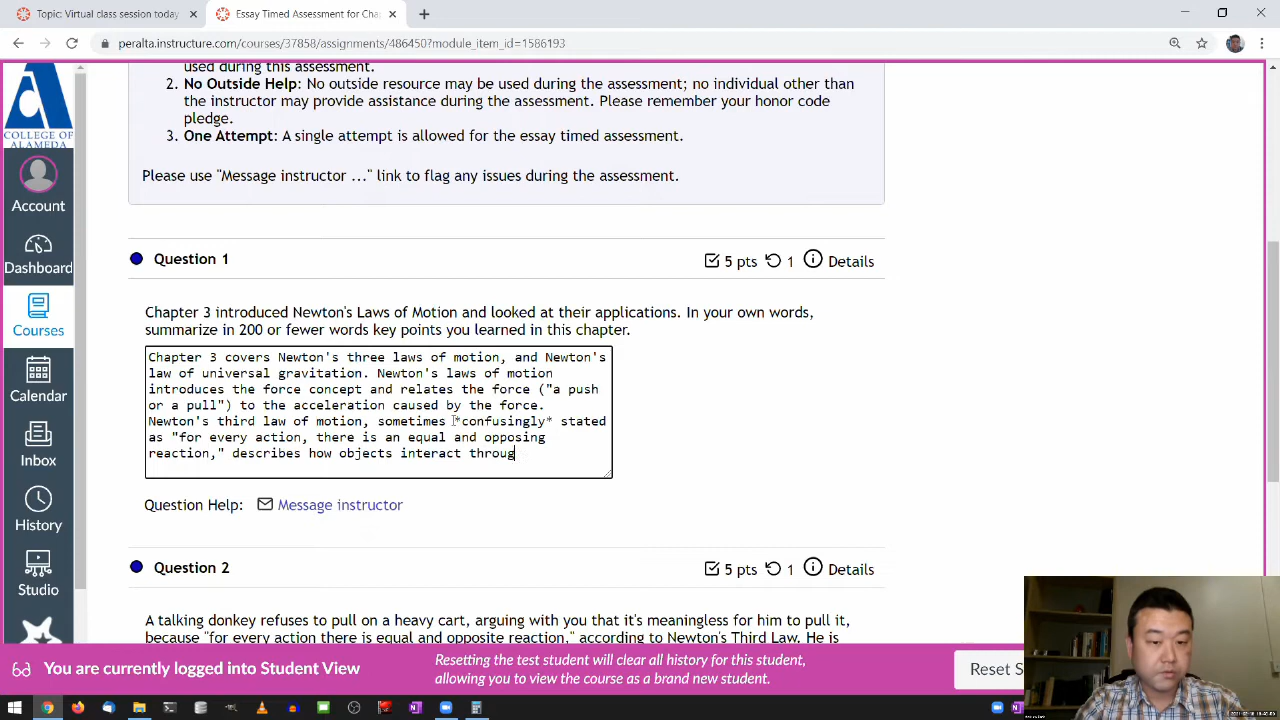 Topic: Virtual class session today
Essay Timed Assessment for Cha
peralta.instructure.com/courses/37858/assignments/486450?module_item_id=1586193
used during this assessment.
2. No Outside Help: No outside resource may be used during the assessment; no individual other than
the instructor may provide assistance during the assessment. Please remember your honor code
pledge.
3. One Attempt: A single attempt is allowed for the essay timed assessment.
Please use "Message instructor ..." link to flag any issues during the assessment.
COLLEGE OF
ALAMEDA
Account
Dashboard
Courses
Calendar
Inbox
History
Studio
Question 1
5 pts 1 Details
Chapter 3 introduced Newton's Laws of Motion and looked at their applications. In your own words,
summarize in 200 or fewer words key points you learned in this chapter.
Chapter 3 covers Newton's three laws of motion, and Newton's
law of universal gravitation. Newton's laws of motion
introduces the force concept and relates the force ("a push
or a pull") to the acceleration caused by the force.
Newton's third law of motion, sometimes *confusingly* stated
as "for every action, there is an equal and opposing
reaction," describes how objects interact throug
Question Help: Message instructor
Question 2
5 pts 1 Details
A talking donkey refuses to pull on a heavy cart, arguing with you that it's meaningless for him to pull it,
because "for every action there is equal and opposite reaction," according to Newton's Third Law. He is
You are currently logged into Student View
Resetting the test student will clear all history for this student,
allowing you to view the course as a brand new student.
Reset S